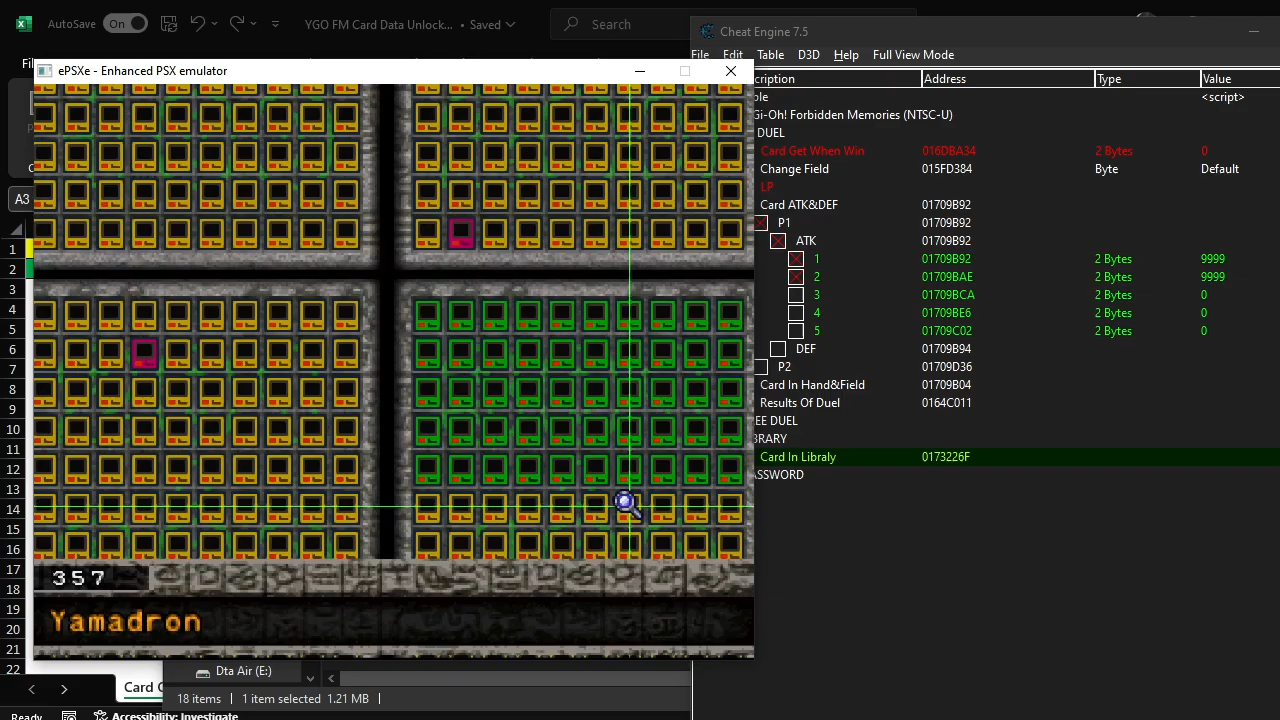 AutoSave
On
YGO FM Card Data Unlock... • Saved
Search
Cheat Engine 7.5
File Edit Table D3D Help Full View Mode
ePSXe - Enhanced PSX emulator
Address Type Value
<script>
Gi-Oh! Forbidden Memories (NTSC-U)
DUEL
Card Get When Win 016DBA34 2 Bytes 0
Change Field 015FD384 Byte Default
LP
Card ATK&DEF 01709B92
P1 01709B92
ATK 01709B92
1 01709B92 2 Bytes 9999
2 01709BAE 2 Bytes 9999
3 01709BCA 2 Bytes 0
4 01709BE6 2 Bytes 0
5 01709C02 2 Bytes 0
DEF 01709B94
P2 01709D36
Card In Hand&Field 01709B04
Results Of Duel 0164C011
EE DUEL
BRARY
Card In Libraly 0173226F
ASSWORD
A3
1
2
3
4
5
6
7
8
9
10
11
12
13
14
15
16
17
18
19
20
21
22
357
Yamadron
Dta Air (E:)
Card
18 items 1 item selected 1.21 MB
Ready
Accessibility: Investigate